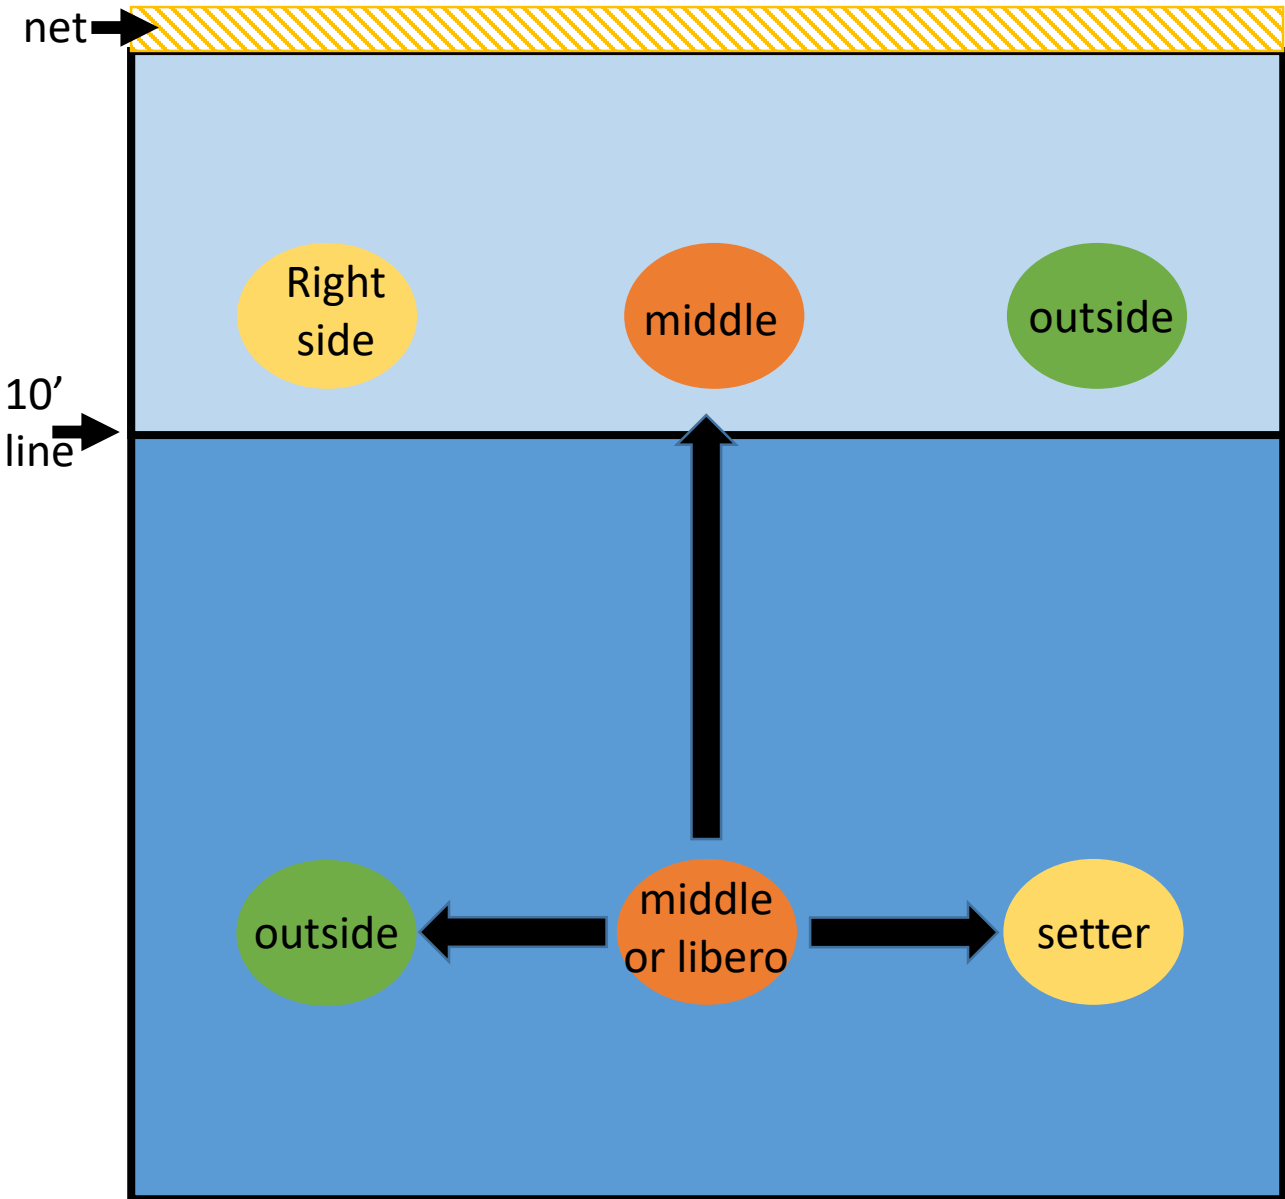 net
Right
side
middle
outside
10’
line
outside
middle
or libero
setter